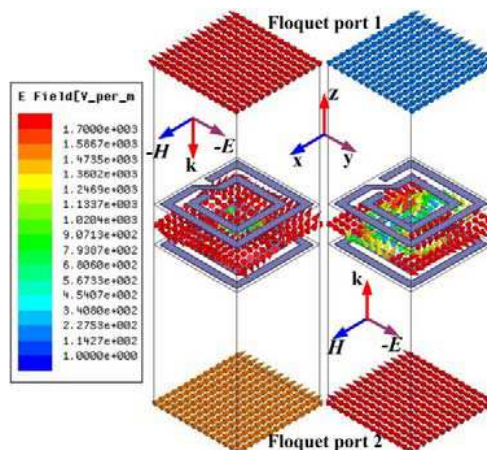 Floquet port 1
E Field[V_per_m
1.7000e+003
1.5867e+003
1.4735e+003
1.3602e+003
1.2469e+003
1.1337e+003
1.0204e+003
9.0713e+002
7.9387e+002
6.8060e+002
5.6733e+002
4.5407e+002
3.4080e+002
2.2753e+002
1.1427e+002
1.0000e+000
-H
k
-E
z
x
y
k
H
-E
Floquet port 2